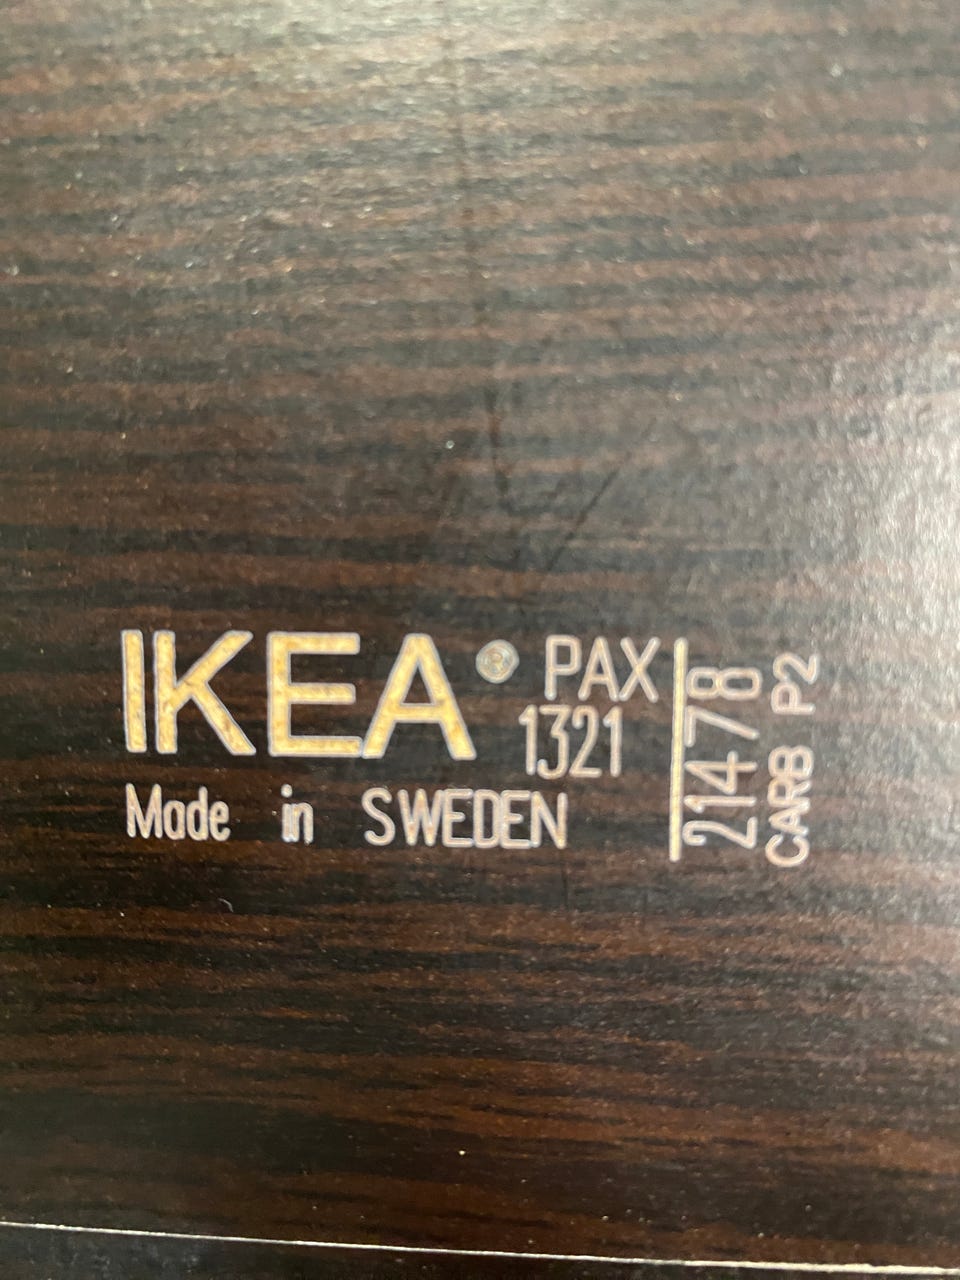 IKEA® PAX
1321
Made in SWEDEN
21478
CARB P2